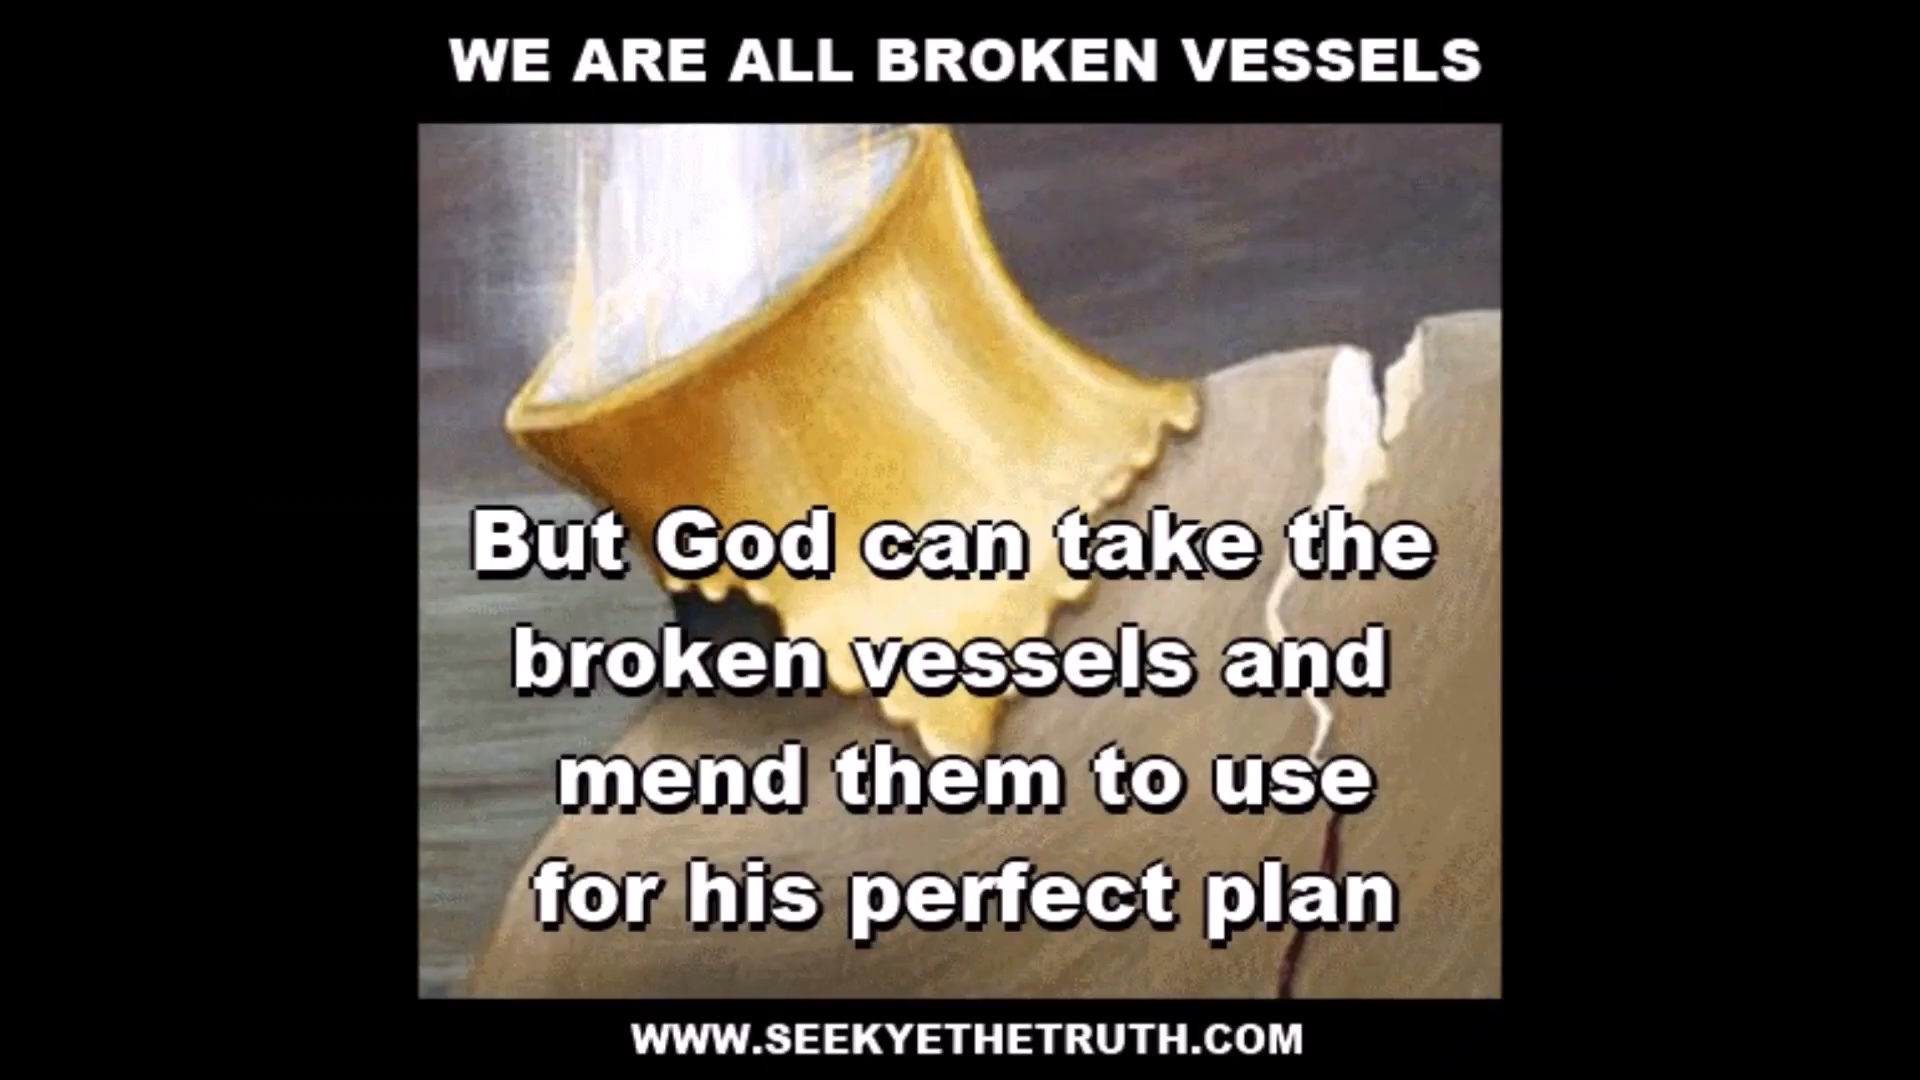 WE ARE ALL BROKEN VESSELS
But God can take the
broken vessels and
mend them to use
for his perfect plan
WWW.SEEKYETHETRUTH.COM